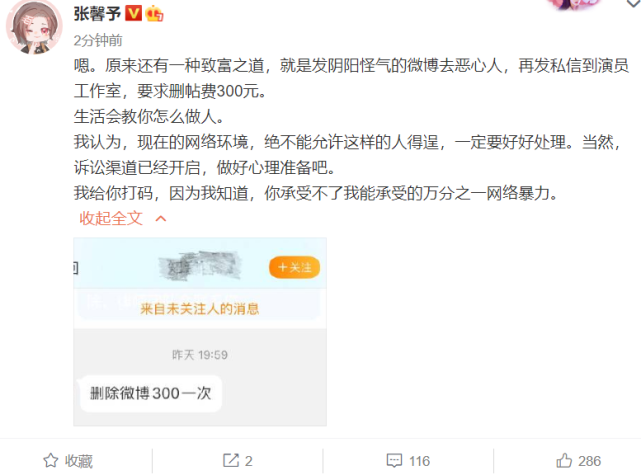 张馨予
2分钟前
嗯。原来还有一种致富之道，就是发阴阳怪气的微博去恶心人，再发私信到演员
工作室，要求删帖费300元。
生活会教你怎么做人。
我认为，现在的网络环境，绝不能允许这样的人得逞，一定要好好处理。当然，
诉讼渠道已经开启，做好心理准备吧。
我给你打码，因为我知道，你承受不了我能承受的万分之一网络暴力。
收起全文
+关注
来自未关注人的消息
昨天 19:59
删除微博300一次
收藏
2
116
286